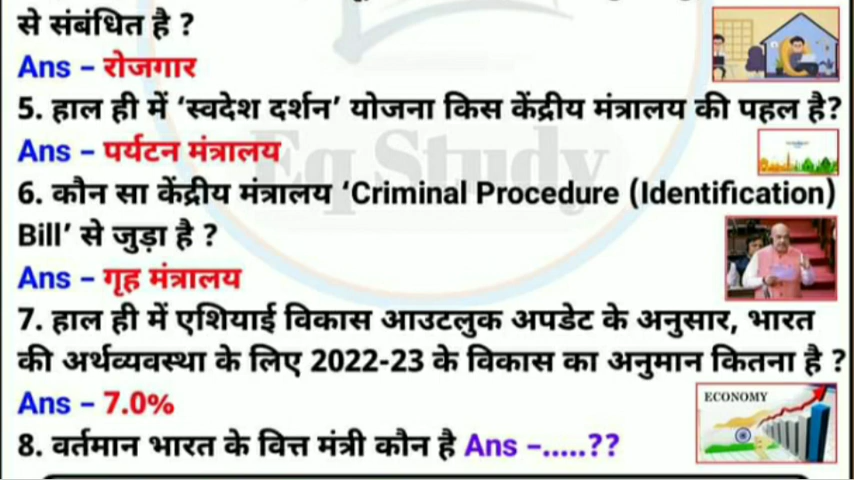 से संबंधित है ?
Ans – रोजगार
5. हाल ही में ‘स्वदेश दर्शन’ योजना किस केंद्रीय मंत्रालय की पहल है?
Ans – पर्यटन मंत्रालय
Eq Study
6. कौन सा केंद्रीय मंत्रालय ‘Criminal Procedure (Identification)
Bill’ से जुड़ा है ?
Ans – गृह मंत्रालय
7. हाल ही में एशियाई विकास आउटलुक अपडेट के अनुसार, भारत
की अर्थव्यवस्था के लिए 2022-23 के विकास का अनुमान कितना है ?
Ans – 7.0%
ECONOMY
8. वर्तमान भारत के वित्त मंत्री कौन है Ans –.....??